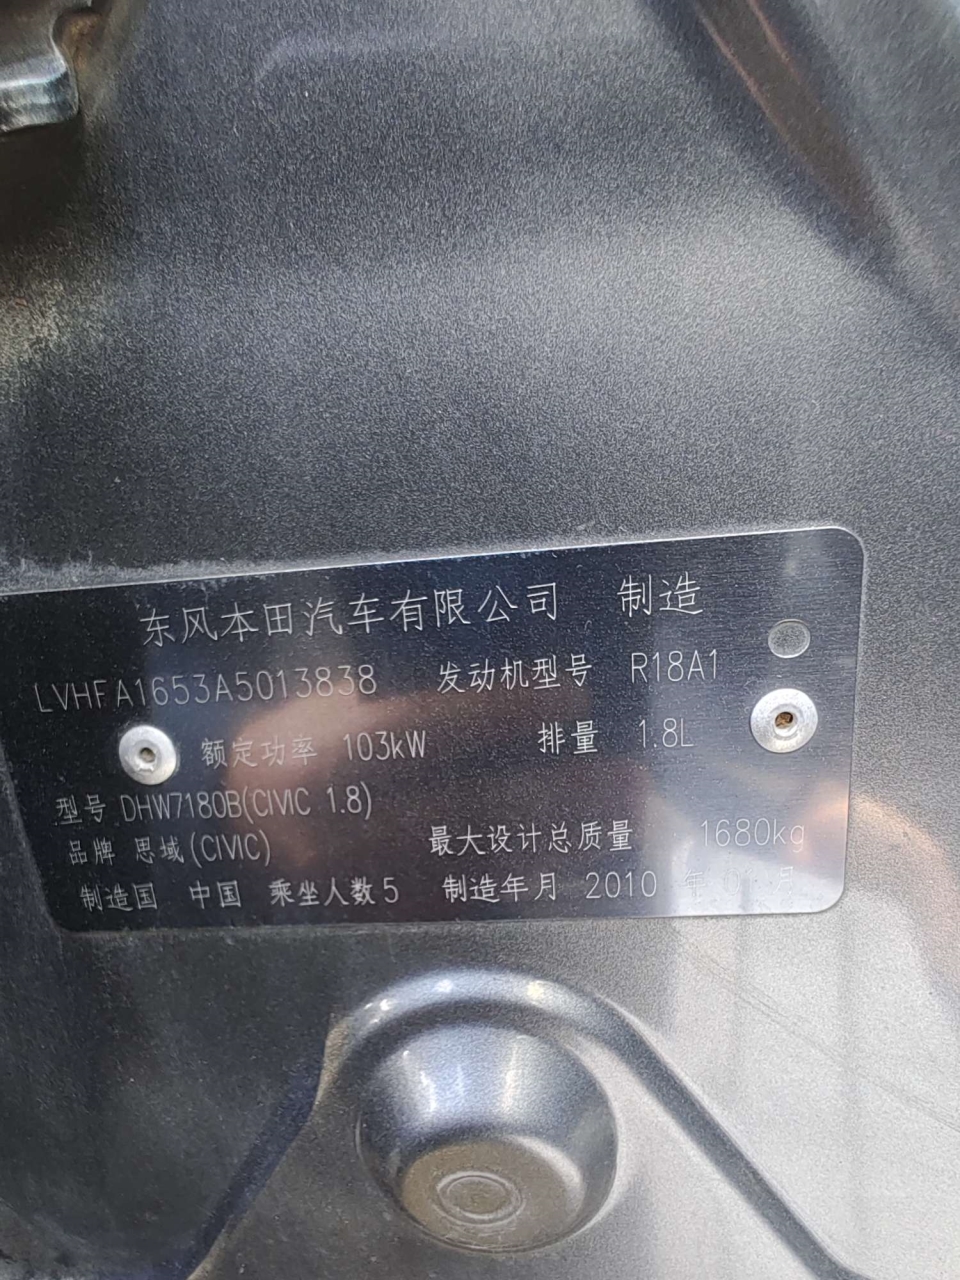 东风本田汽车有限公司 制造
LVHFA1653A5013838 发动机型号 R18A1
额定功率 103kW 排量 1.8L
型号 DHW7180B(CIVIC 1.8)
品牌 思域(CIVIC) 最大设计总质量 1680kg
制造国 中国 乘坐人数5 制造年月 2010 年 月